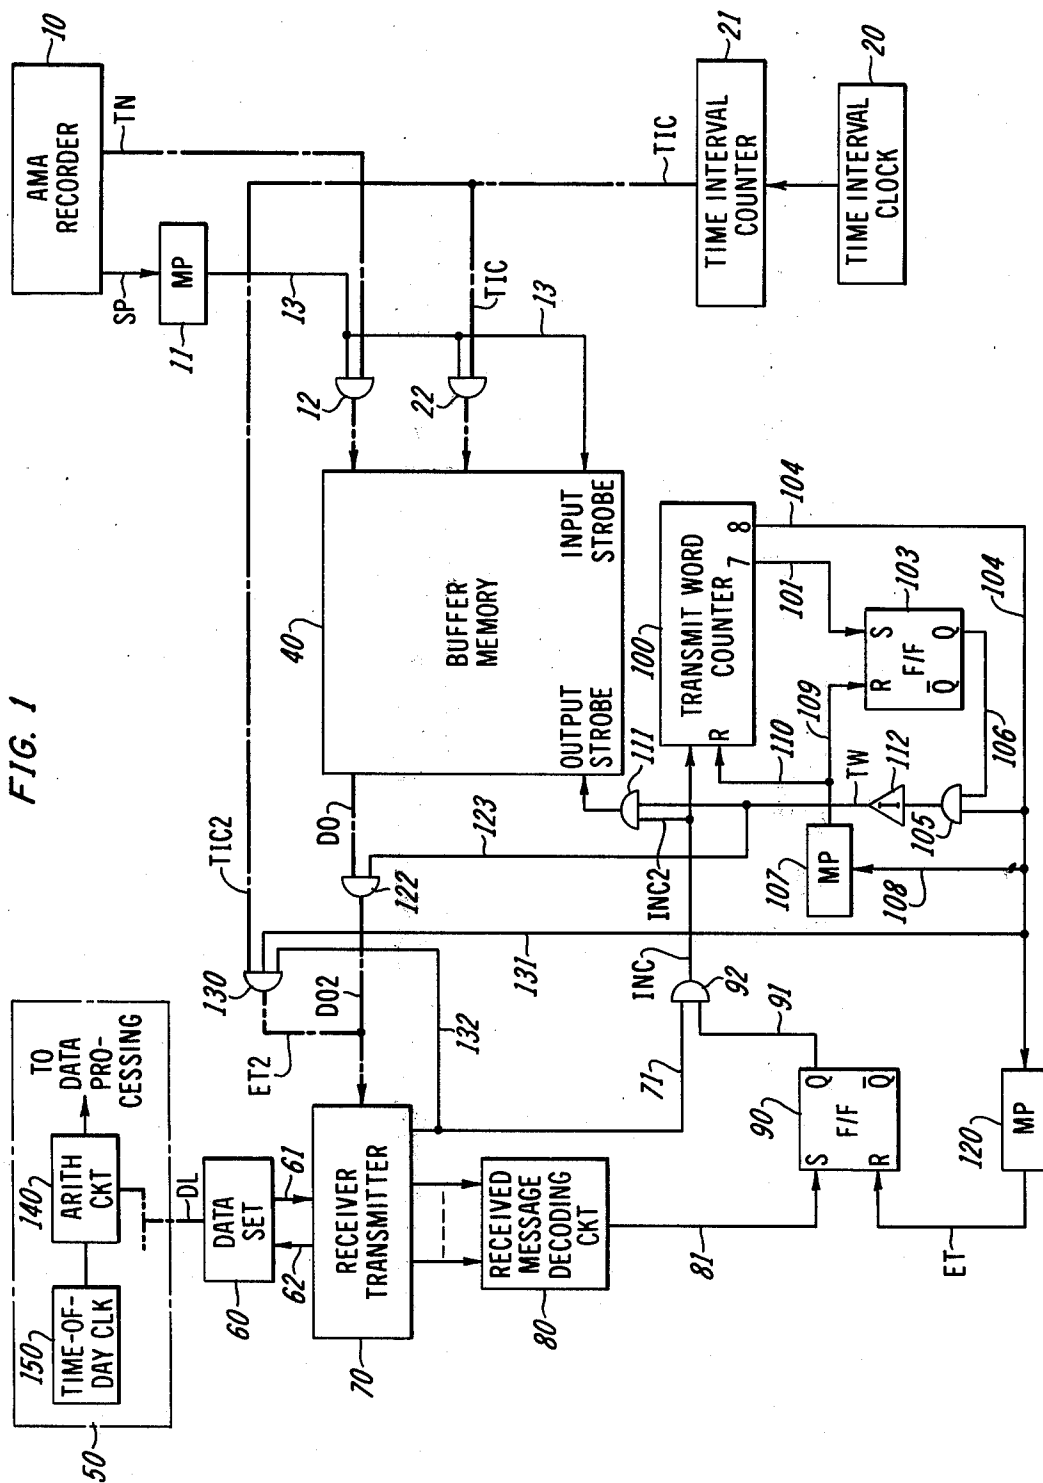 FIG. 1
50
150
TIME-OF-
DAY CLK
140
ARITH
CKT
TO
DATA
PRO-
CESSING
DL
60
DATA
SET
62
61
70
RECEIVER
TRANSMITTER
80
RECEIVED
MESSAGE
DECODING
CKT
81
130
ET2
TIC2
DO2
132
131
122
123
DO
40
BUFFER
MEMORY
OUTPUT
STROBE
INPUT
STROBE
12
22
10
AMA
RECORDER
TN
SP
11
MP
13
13
TIC
TIC
21
TIME INTERVAL
COUNTER
20
TIME INTERVAL
CLOCK
71
INC
INC2
92
91
90
S
Q
F/F
R
Q̅
ET
120
MP
111
100
TRANSMIT WORD
COUNTER
R
7
8
101
104
104
110
109
103
R
S
F/F
Q̅
Q
106
TW
112
105
107
MP
108